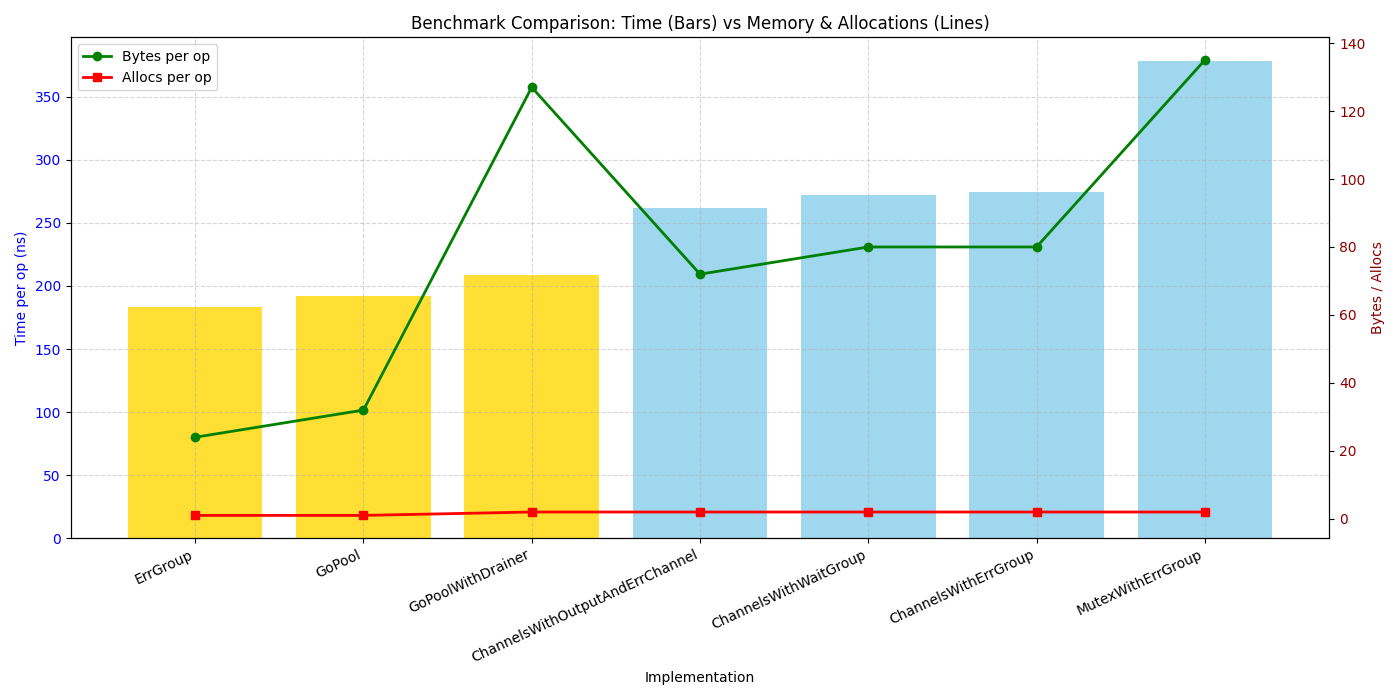 Benchmark Comparison: Time (Bars) vs Memory & Allocations (Lines)
Bytes per op
Allocs per op
Time per op (ns)
350
300
250
200
150
100
50
0
140
120
100
80
60
40
20
0
Bytes / Allocs
ErrGroup
GoPool
GoPoolWithDrainer
ChannelsWithOutputAndErrChannel
ChannelsWithWaitGroup
ChannelsWithErrGroup
MutexWithErrGroup
Implementation